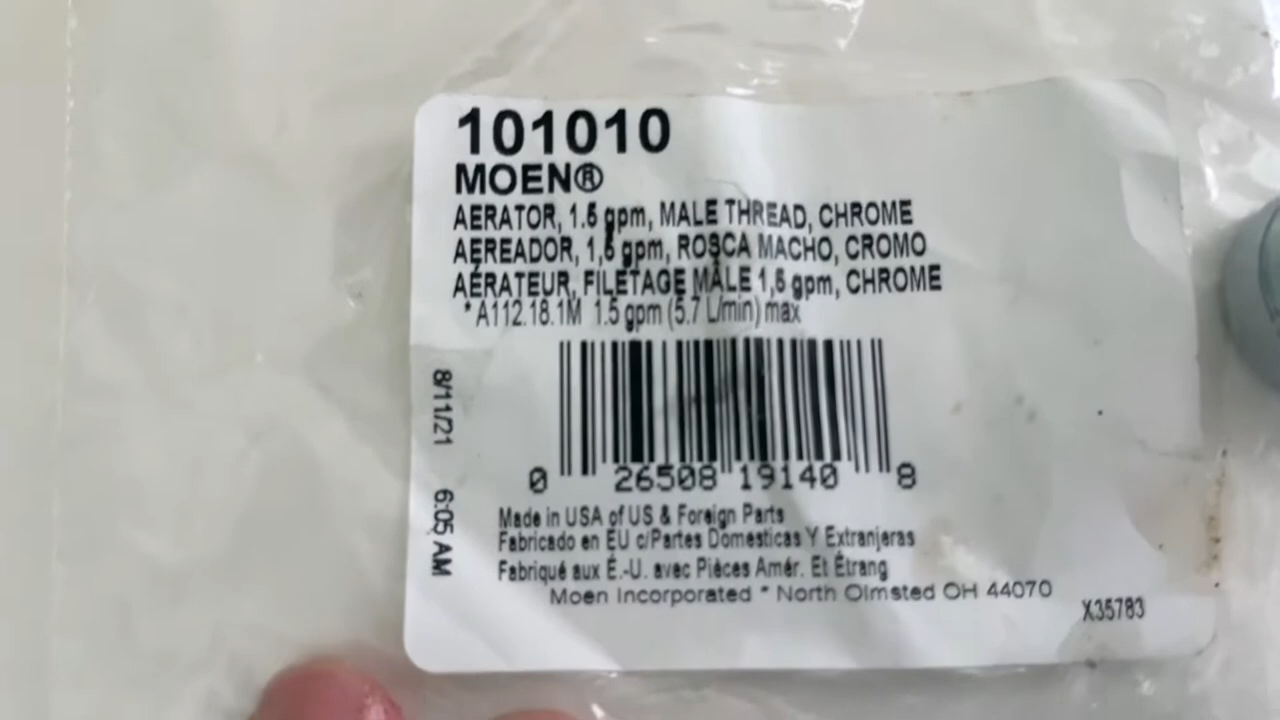 101010
MOEN®
AERATOR, 1.5 gpm, MALE THREAD, CHROME
AEREADOR, 1,5 gpm, ROSCA MACHO, CROMO
AÉRATEUR, FILETAGE MÂLE 1,5 gpm, CHROME
* A112.18.1M 1.5 gpm (5.7 L/min) max
8/11/21 6:05 AM
0 26508 19140 8
Made in USA of US & Foreign Parts
Fabricado en EU c/Partes Domesticas Y Extranjeras
Fabriqué aux É.-U. avec Pièces Amér. Et Étrang
Moen Incorporated * North Olmsted OH 44070
X35783